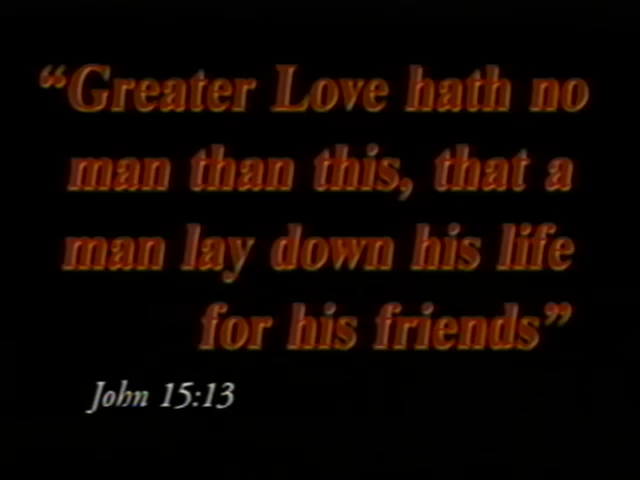 “Greater Love hath no
man than this, that a
man lay down his life
for his friends”
John 15:13